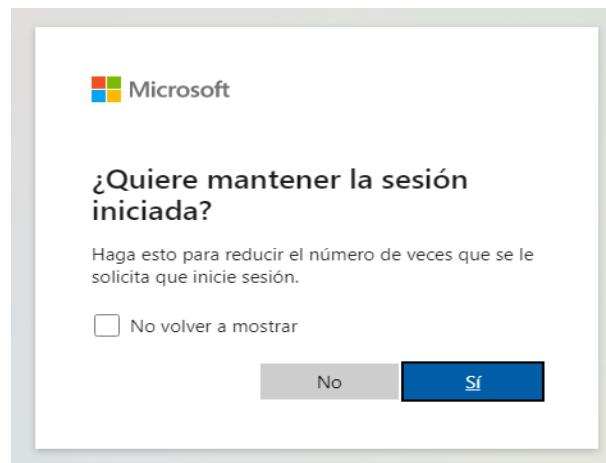 Microsoft
¿Quiere mantener la sesión
iniciada?
Haga esto para reducir el número de veces que se le
solicita que inicie sesión.
No volver a mostrar
No
Sí